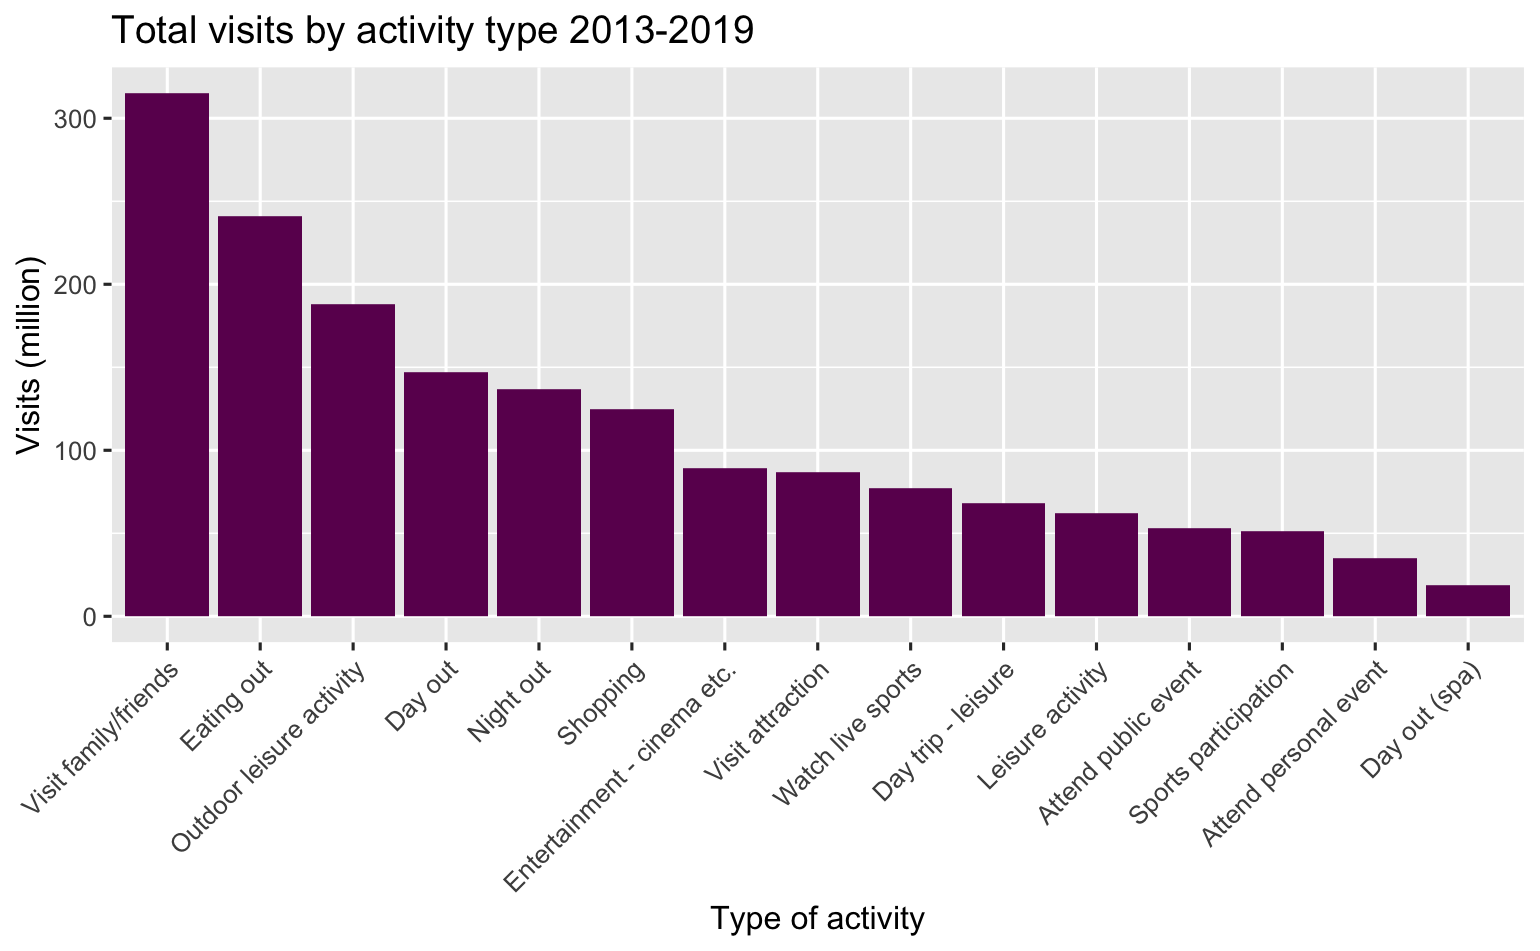 Total visits by activity type 2013-2019
Visits (million)
300
200
100
0
Visit family/friends
Eating out
Outdoor leisure activity
Day out
Night out
Shopping
Entertainment - cinema etc.
Visit attraction
Watch live sports
Day trip - leisure
Leisure activity
Attend public event
Sports participation
Attend personal event
Day out (spa)
Type of activity